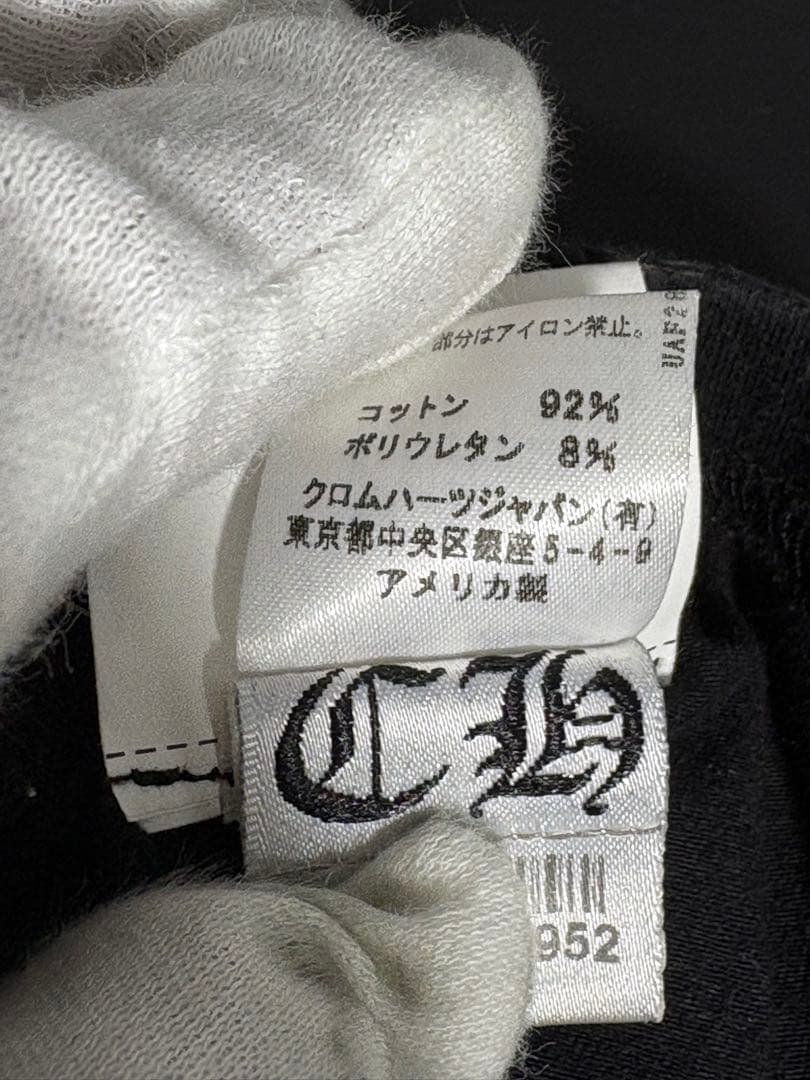 部分はアイロン禁止。
コットン 92%
ポリウレタン 8%
クロムハーツジャパン(有)
東京都中央区銀座5-4-9
アメリカ製
CH
952